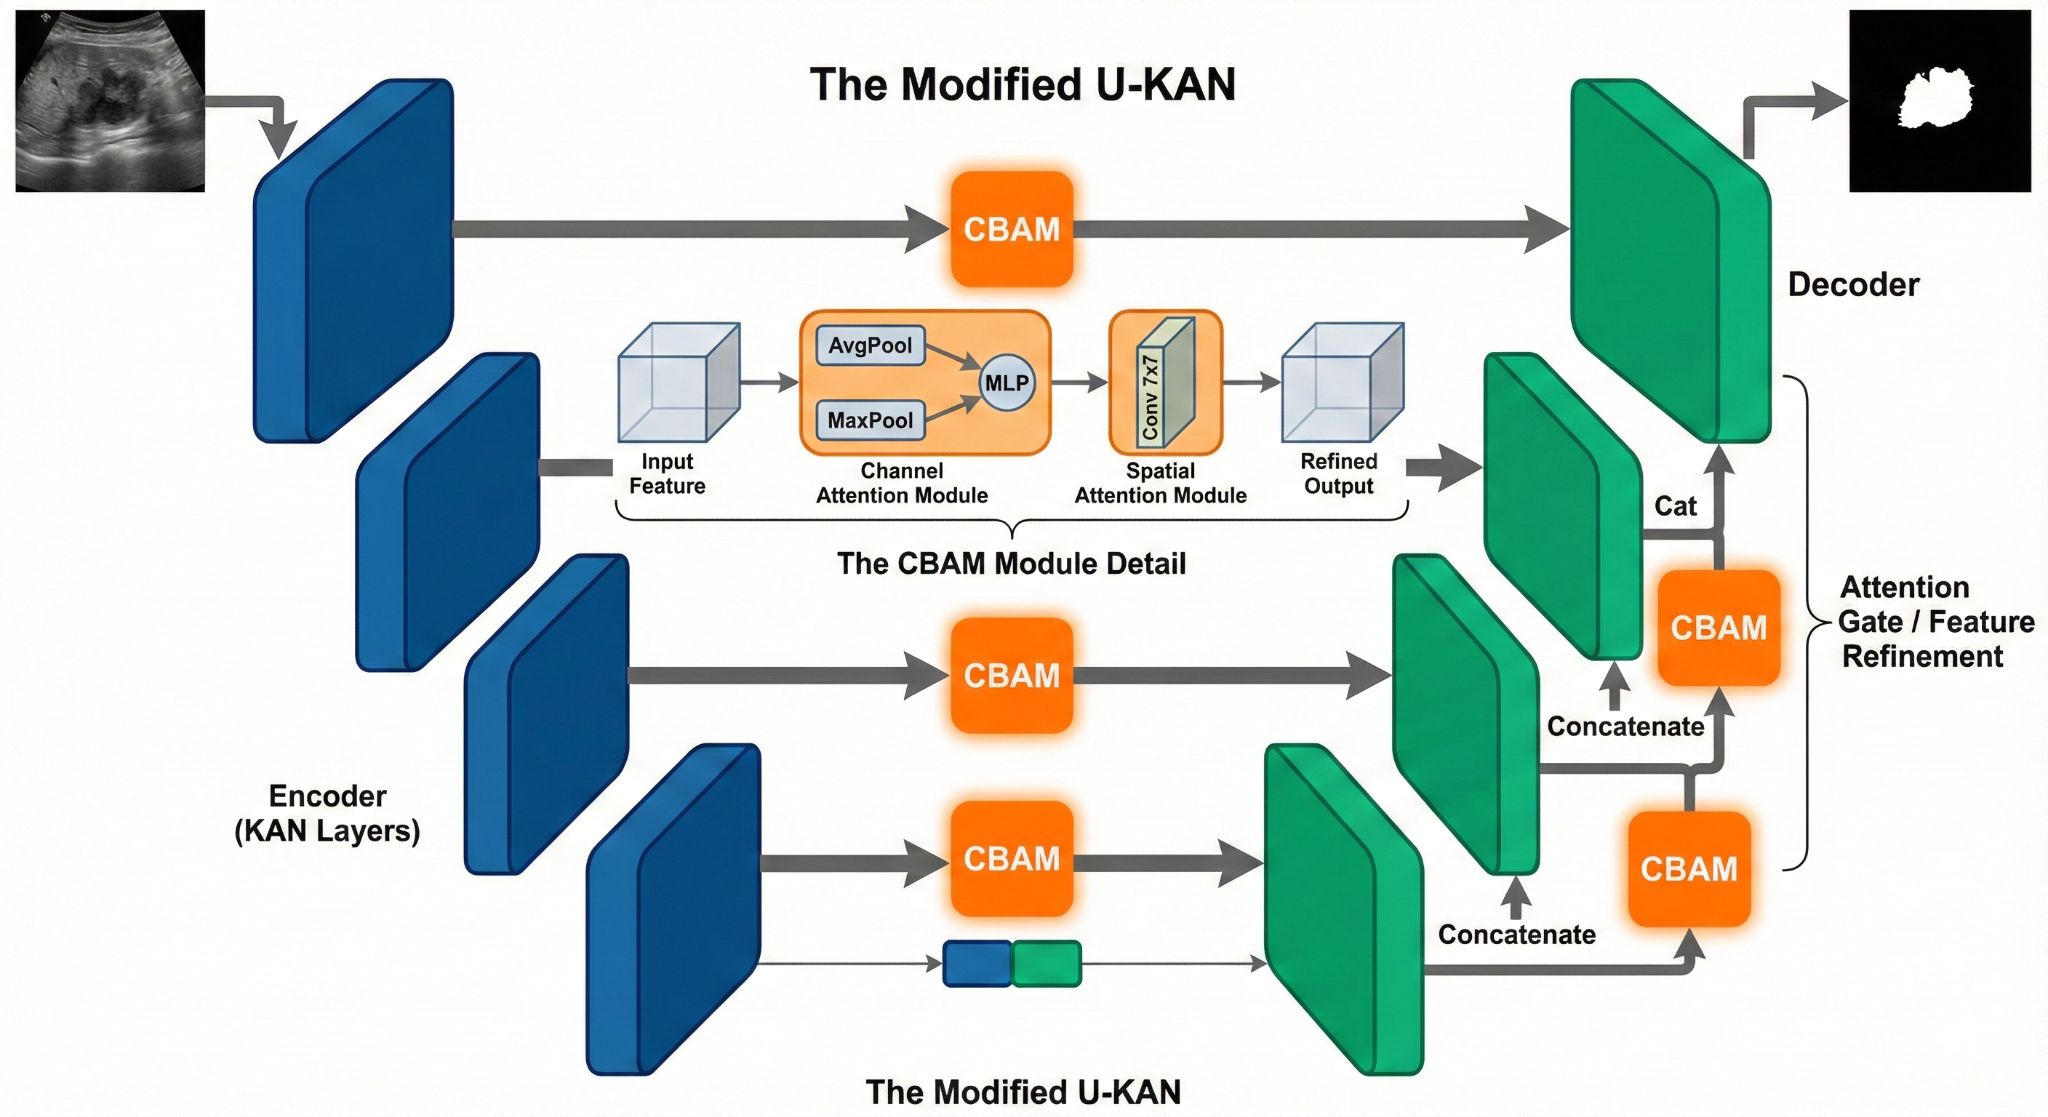 The Modified U-KAN
CBAM
Decoder
AvgPool
MaxPool
MLP
Conv 7x7
Input
Feature
Channel
Attention Module
Spatial
Attention Module
Refined
Output
The CBAM Module Detail
Cat
CBAM
CBAM
Attention
Gate / Feature
Refinement
Concatenate
Encoder
(KAN Layers)
CBAM
CBAM
Concatenate
The Modified U-KAN